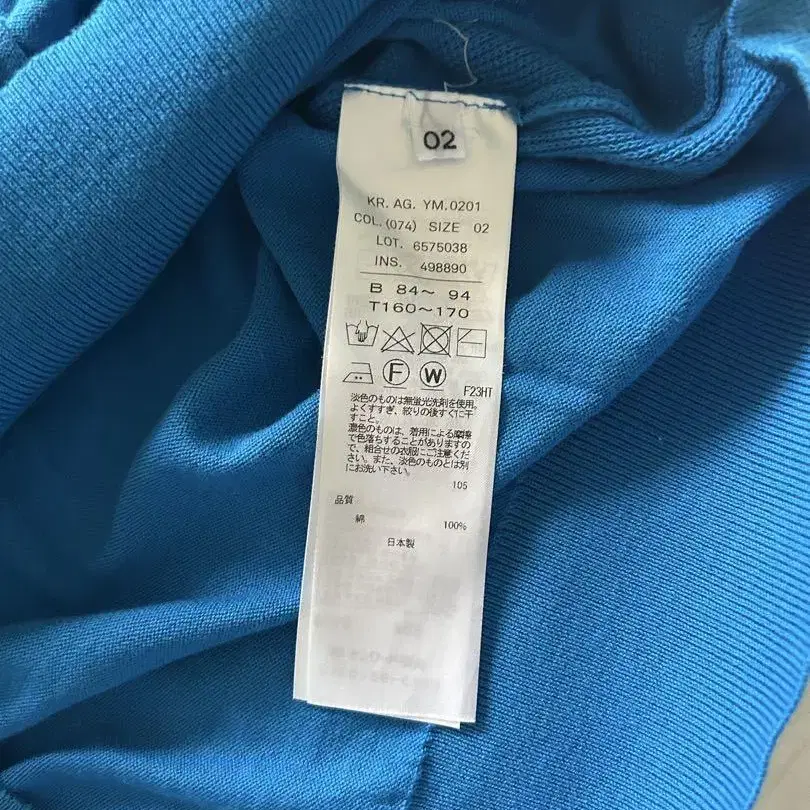 02
KR. AG. YM.0201
COL.(074) SIZE 02
LOT. 6575038
INS. 498890
B 84～ 94
T160～170
F W
F23HT
淡色のものは無蛍光洗剤を使用。
よくすすぎ、絞りの後すぐに干
すこと。
濃色のものは、着用による摩擦
で色落ちすることがありますの
で、組合せの衣服にご注意くだ
さい。また、淡色のものとは別
にお洗い下さい。
105
品質
綿 100%
日本製